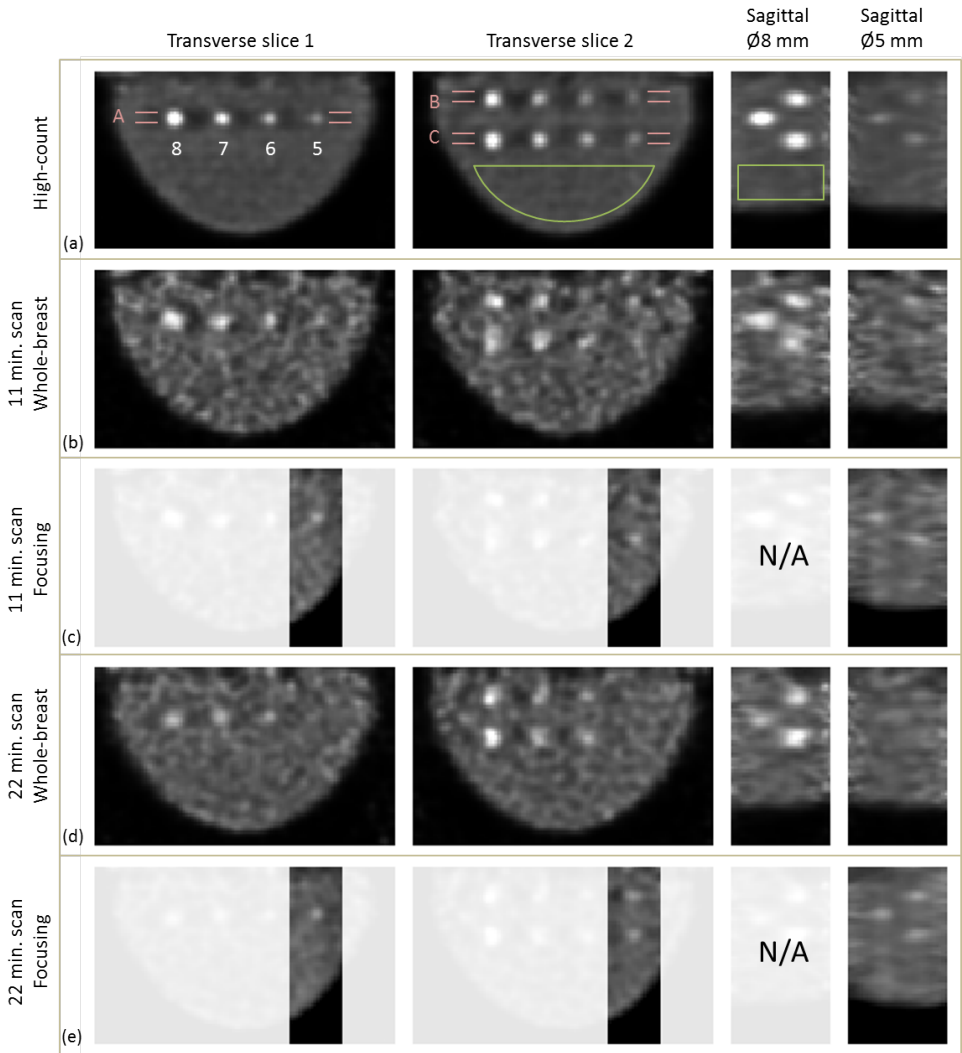 Transverse slice 1
Transverse slice 2
Sagittal
Ø8 mm
Sagittal
Ø5 mm
High-count
(a)
A
8 7 6 5
B
C
11 min. scan
Whole-breast
(b)
11 min. scan
Focusing
(c)
N/A
22 min. scan
Whole-breast
(d)
22 min. scan
Focusing
(e)
N/A